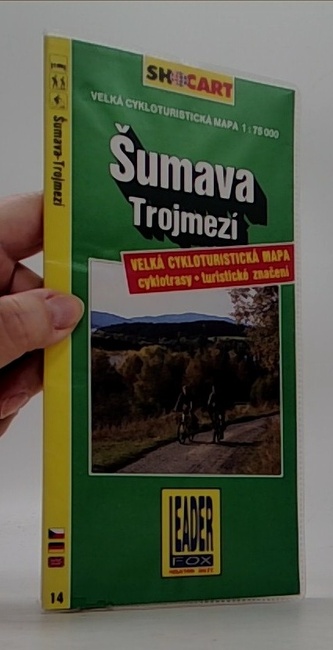 SHOCART
VELKÁ CYKLOTURISTICKÁ MAPA 1 : 75 000
Šumava
Trojmezí
VELKÁ CYKLOTURISTICKÁ MAPA
cyklotrasy • turistické značení
LEADER
FOX
Šumava-Trojmezí
14